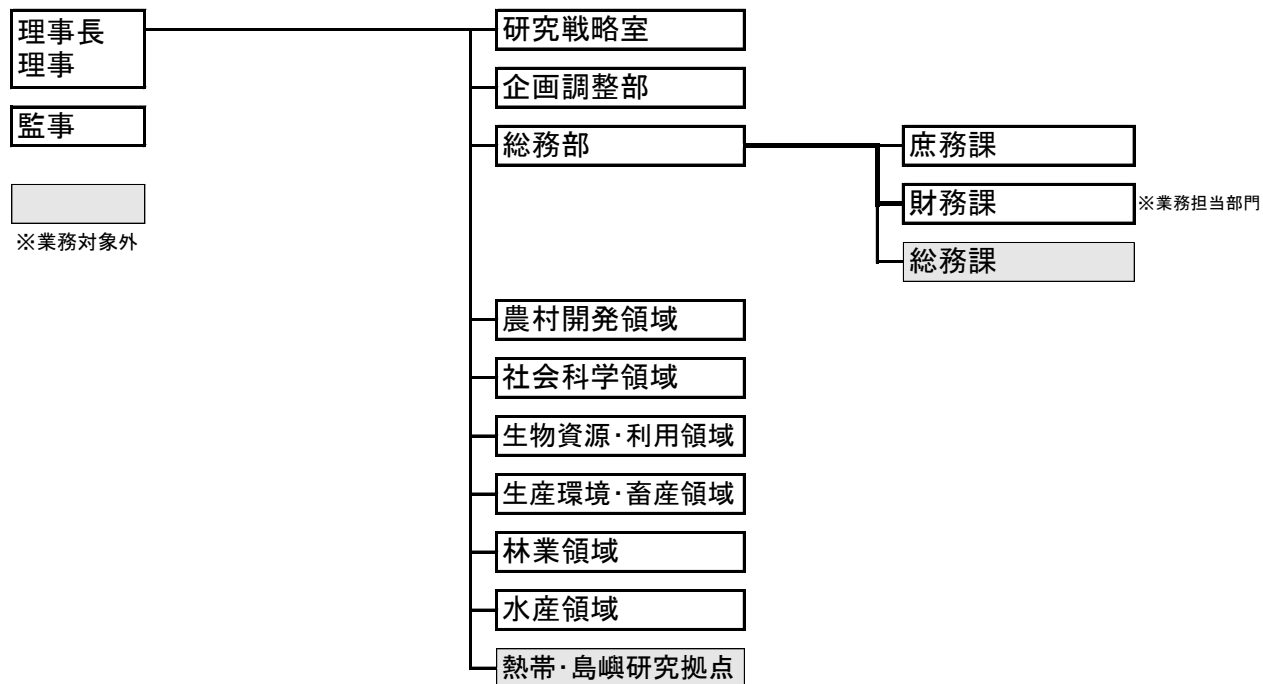 理事長
理事
監事
※業務対象外
研究戦略室
企画調整部
総務部
庶務課
財務課
※業務担当部門
総務課
農村開発領域
社会科学領域
生物資源・利用領域
生産環境・畜産領域
林業領域
水産領域
熱帯・島嶼研究拠点